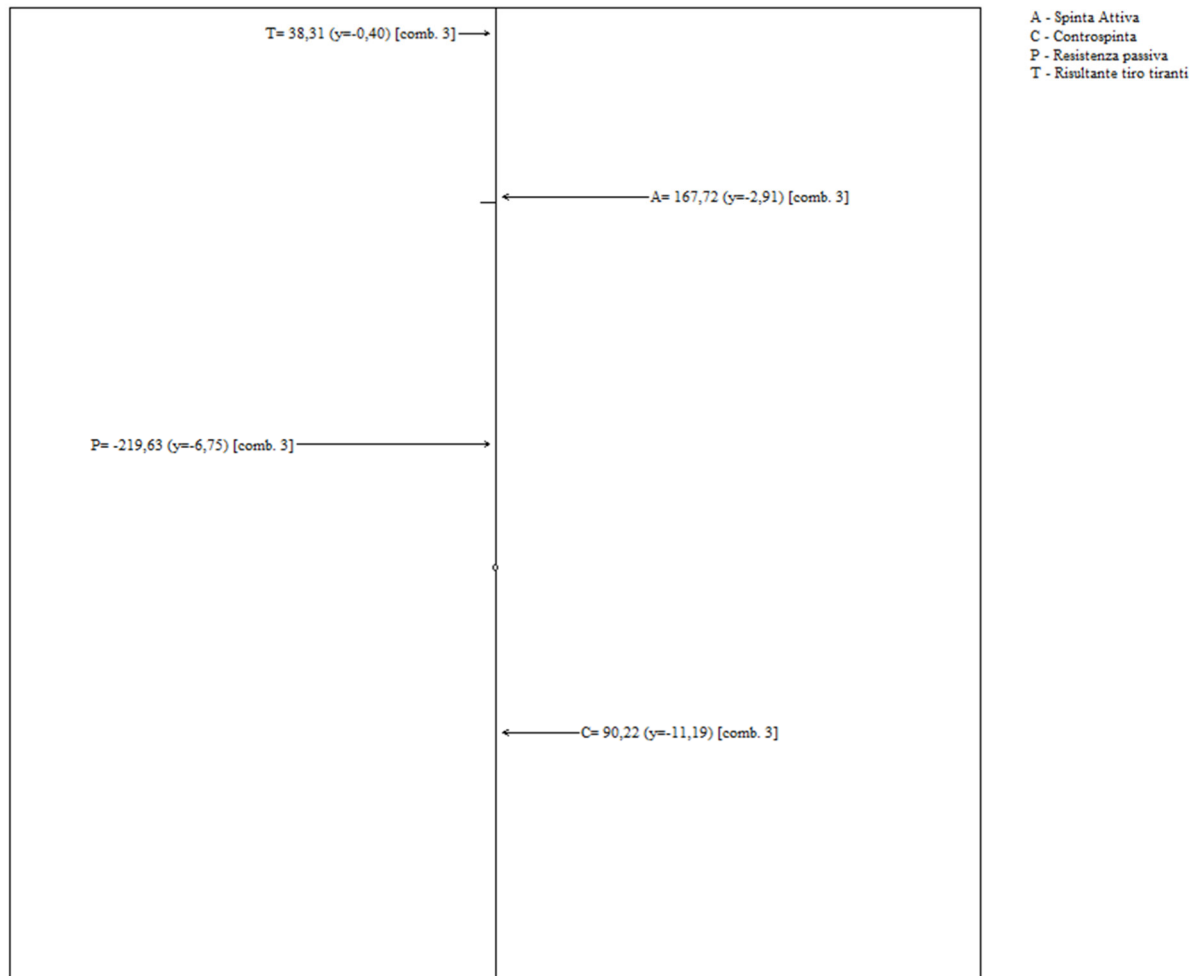 T= 38,31 (y=-0,40) [comb. 3]
A= 167,72 (y=-2,91) [comb. 3]
P= -219,63 (y=-6,75) [comb. 3]
C= 90,22 (y=-11,19) [comb. 3]
A - Spinta Attiva
C - Controspinta
P - Resistenza passiva
T - Risultante tiro tiranti